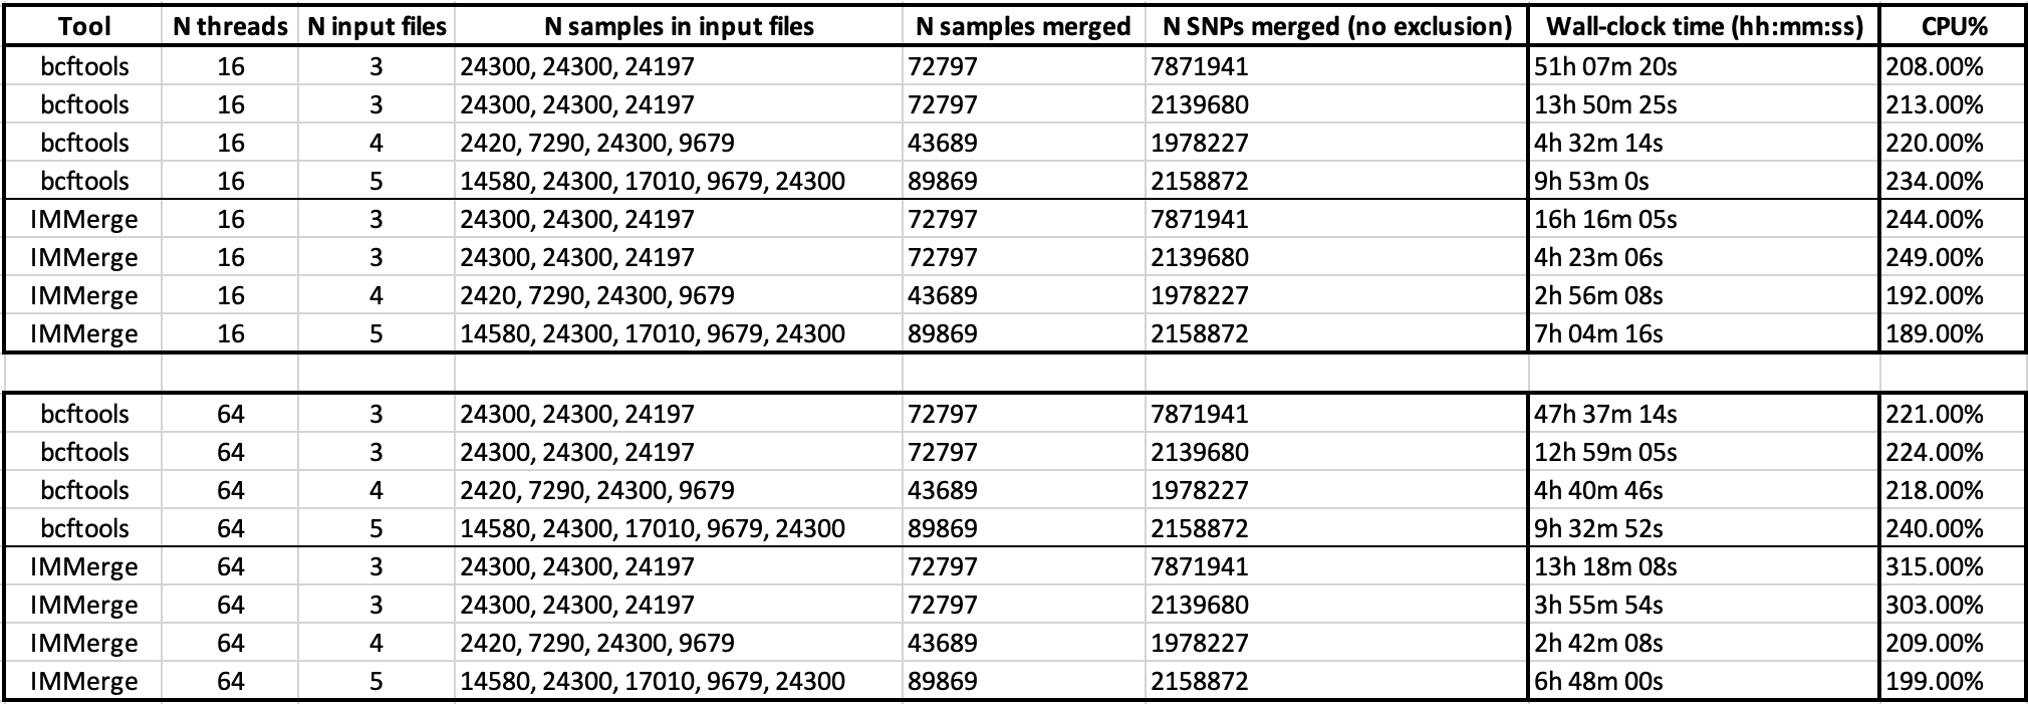 Tool N threads N input files N samples in input files N samples merged N SNPs merged (no exclusion) Wall-clock time (hh:mm:ss) CPU%
bcftools 16 3 24300, 24300, 24197 72797 7871941 51h 07m 20s 208.00%
bcftools 16 3 24300, 24300, 24197 72797 2139680 13h 50m 25s 213.00%
bcftools 16 4 2420, 7290, 24300, 9679 43689 1978227 4h 32m 14s 220.00%
bcftools 16 5 14580, 24300, 17010, 9679, 24300 89869 2158872 9h 53m 0s 234.00%
IMMerge 16 3 24300, 24300, 24197 72797 7871941 16h 16m 05s 244.00%
IMMerge 16 3 24300, 24300, 24197 72797 2139680 4h 23m 06s 249.00%
IMMerge 16 4 2420, 7290, 24300, 9679 43689 1978227 2h 56m 08s 192.00%
IMMerge 16 5 14580, 24300, 17010, 9679, 24300 89869 2158872 7h 04m 16s 189.00%
bcftools 64 3 24300, 24300, 24197 72797 7871941 47h 37m 14s 221.00%
bcftools 64 3 24300, 24300, 24197 72797 2139680 12h 59m 05s 224.00%
bcftools 64 4 2420, 7290, 24300, 9679 43689 1978227 4h 40m 46s 218.00%
bcftools 64 5 14580, 24300, 17010, 9679, 24300 89869 2158872 9h 32m 52s 240.00%
IMMerge 64 3 24300, 24300, 24197 72797 7871941 13h 18m 08s 315.00%
IMMerge 64 3 24300, 24300, 24197 72797 2139680 3h 55m 54s 303.00%
IMMerge 64 4 2420, 7290, 24300, 9679 43689 1978227 2h 42m 08s 209.00%
IMMerge 64 5 14580, 24300, 17010, 9679, 24300 89869 2158872 6h 48m 00s 199.00%